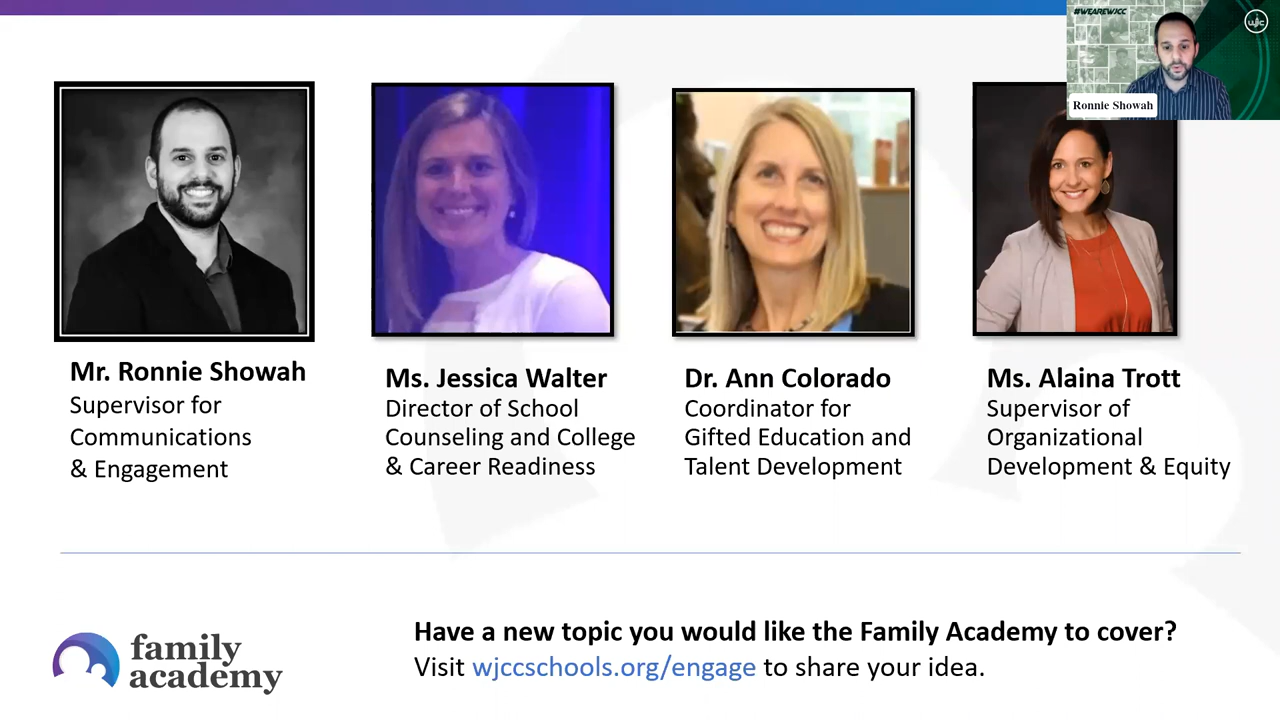 #WEAREWJCC
wjc
Ronnie Showah
Mr. Ronnie Showah
Supervisor for
Communications
& Engagement
Ms. Jessica Walter
Director of School
Counseling and College
& Career Readiness
Dr. Ann Colorado
Coordinator for
Gifted Education and
Talent Development
Ms. Alaina Trott
Supervisor of
Organizational
Development & Equity
family
academy
Have a new topic you would like the Family Academy to cover?
Visit wjccschools.org/engage to share your idea.